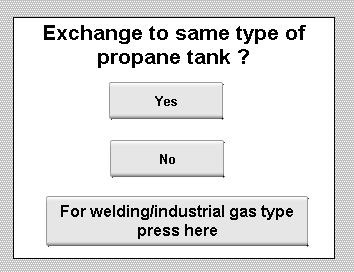 Exchange to same type of
propane tank ?
Yes
No
For welding/industrial gas type
press here